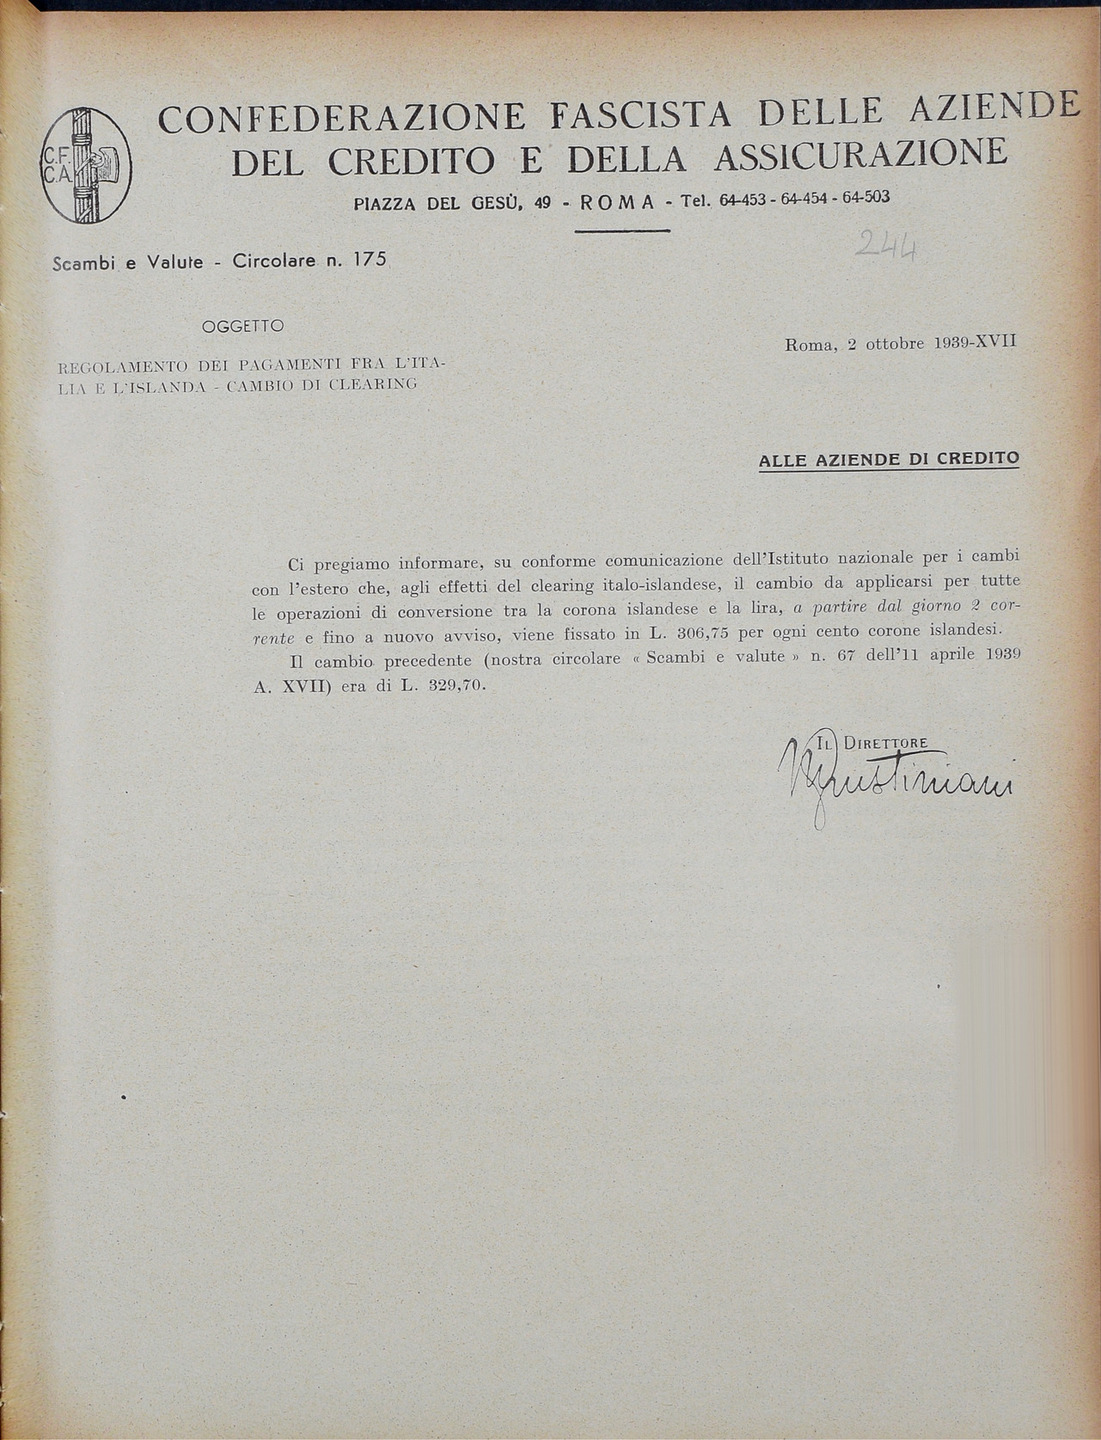 C.F.
C.A.
CONFEDERAZIONE FASCISTA DELLE AZIENDE
DEL CREDITO E DELLA ASSICURAZIONE
PIAZZA DEL GESÙ, 49 - ROMA - Tel. 64-453 - 64-454 - 64-503
244
Scambi e Valute - Circolare n. 175
OGGETTO
REGOLAMENTO DEI PAGAMENTI FRA L'ITA-
LIA E L'ISLANDA - CAMBIO DI CLEARING
Roma, 2 ottobre 1939-XVII
ALLE AZIENDE DI CREDITO
Ci pregiamo informare, su conforme comunicazione dell'Istituto nazionale per i cambi
con l'estero che, agli effetti del clearing italo-islandese, il cambio da applicarsi per tutte
le operazioni di conversione tra la corona islandese e la lira, a partire dal giorno 2 cor-
rente e fino a nuovo avviso, viene fissato in L. 306,75 per ogni cento corone islandesi.
Il cambio precedente (nostra circolare « Scambi e valute » n. 67 dell'11 aprile 1939
A. XVII) era di L. 329,70.
IL DIRETTORE
Giustiniani